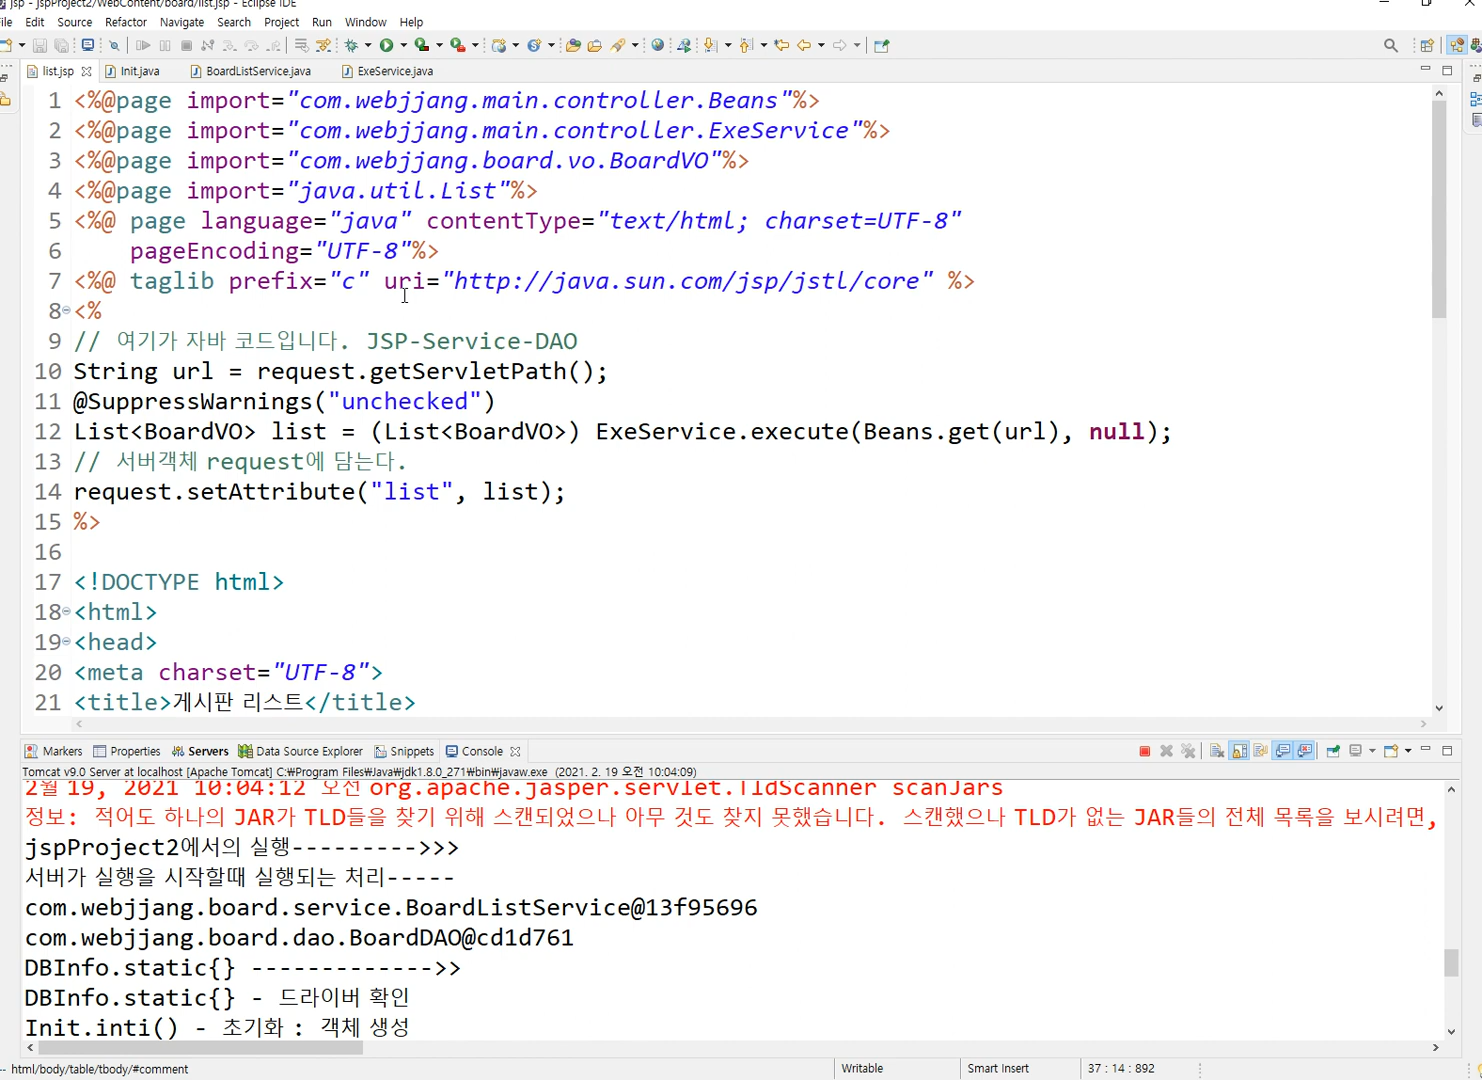 jsp - jspProject2/WebContent/board/list.jsp - Eclipse IDE
File Edit Source Refactor Navigate Search Project Run Window Help
list.jsp Init.java BoardListService.java ExeService.java
1 <%@page import="com.webjjang.main.controller.Beans"%>
2 <%@page import="com.webjjang.main.controller.ExeService"%>
3 <%@page import="com.webjjang.board.vo.BoardVO"%>
4 <%@page import="java.util.List"%>
5 <%@ page language="java" contentType="text/html; charset=UTF-8"
6 pageEncoding="UTF-8"%>
7 <%@ taglib prefix="c" uri="http://java.sun.com/jsp/jstl/core" %>
8 <%
9 // 여기가 자바 코드입니다. JSP-Service-DAO
10 String url = request.getServletPath();
11 @SuppressWarnings("unchecked")
12 List<BoardVO> list = (List<BoardVO>) ExeService.execute(Beans.get(url), null);
13 // 서버객체 request에 담는다.
14 request.setAttribute("list", list);
15 %>
16
17 <!DOCTYPE html>
18 <html>
19 <head>
20 <meta charset="UTF-8">
21 <title>게시판 리스트</title>
Markers Properties Servers Data Source Explorer Snippets Console
Tomcat v9.0 Server at localhost [Apache Tomcat] C:₩Program Files₩Java₩jdk1.8.0_271₩bin₩javaw.exe (2021. 2. 19 오전 10:04:09)
2월 19, 2021 10:04:12 오전 org.apache.jasper.servlet.TldScanner scanJars
정보: 적어도 하나의 JAR가 TLD들을 찾기 위해 스캔되었으나 아무 것도 찾지 못했습니다. 스캔했으나 TLD가 없는 JAR들의 전체 목록을 보시려면,
jspProject2에서의 실행--------->>>
서버가 실행을 시작할때 실행되는 처리-----
com.webjjang.board.service.BoardListService@13f95696
com.webjjang.board.dao.BoardDAO@cd1d761
DBInfo.static{} ------------->>
DBInfo.static{} - 드라이버 확인
Init.inti() - 초기화 : 객체 생성
html/body/table/tbody/#comment Writable Smart Insert 37 : 14 : 892